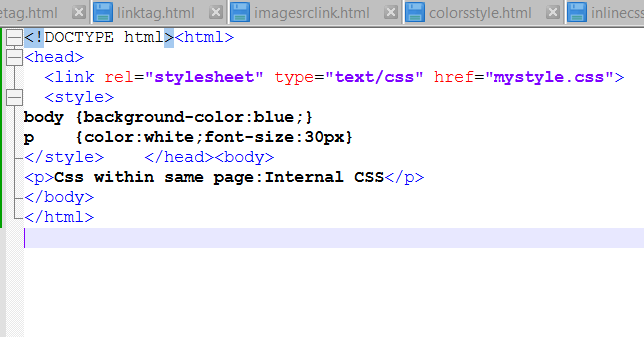 etag.html linktag.html imagesrclink.html colorsstyle.html inlinecss
<!DOCTYPE html><html>
<head>
  <link rel="stylesheet" type="text/css" href="mystyle.css">
  <style>
body {background-color:blue;}
p    {color:white;font-size:30px}
</style>    </head><body>
<p>Css within same page:Internal CSS</p>
</body>
</html>